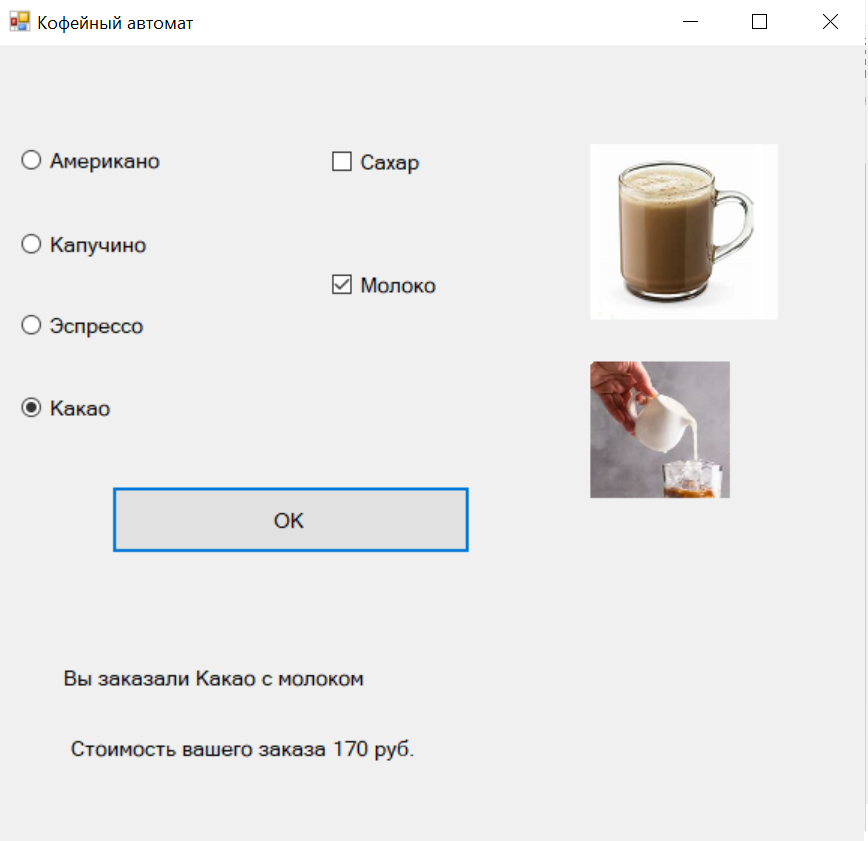 Кофейный автомат
Американо
Сахар
Капучино
Молоко
Эспрессо
Какао
OK
Вы заказали Какао с молоком
Стоимость вашего заказа 170 руб.